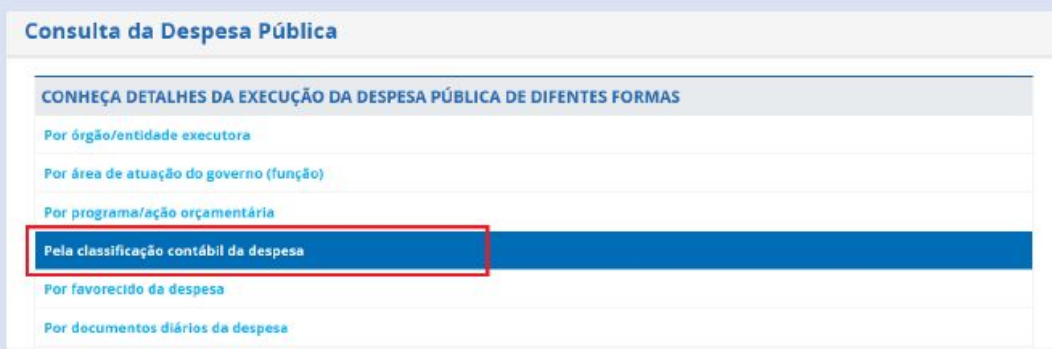 Consulta da Despesa Pública
CONHEÇA DETALHES DA EXECUÇÃO DA DESPESA PÚBLICA DE DIFENTES FORMAS
Por órgão/entidade executora
Por área de atuação do governo (função)
Por programa/ação orçamentária
Pela classificação contábil da despesa
Por favorecido da despesa
Por documentos diários da despesa